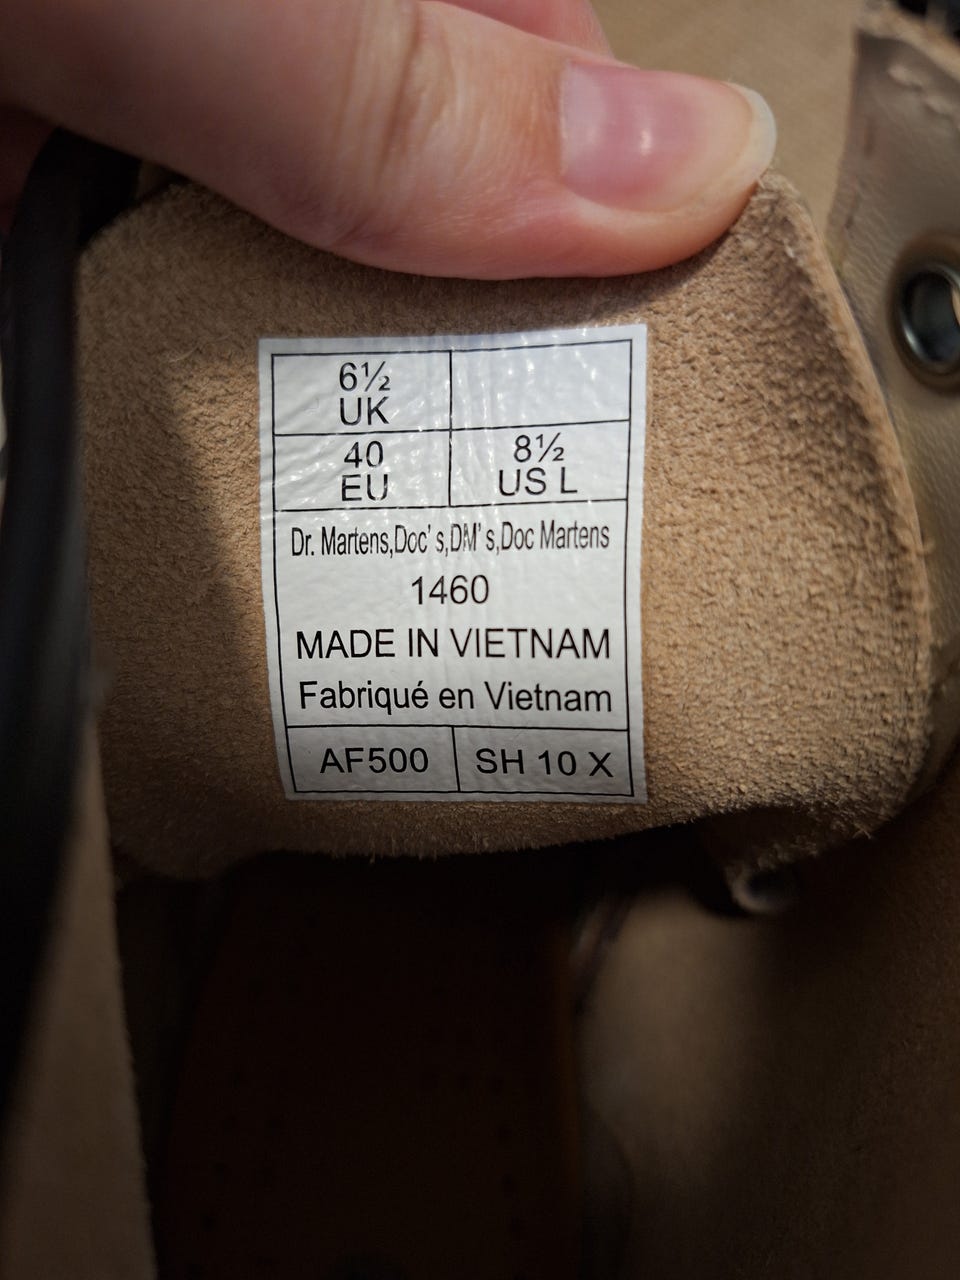 6½
UK
40
EU
8½
US L
Dr. Martens,Doc's,DM's,Doc Martens
1460
MADE IN VIETNAM
Fabriqué en Vietnam
AF500
SH 10 X